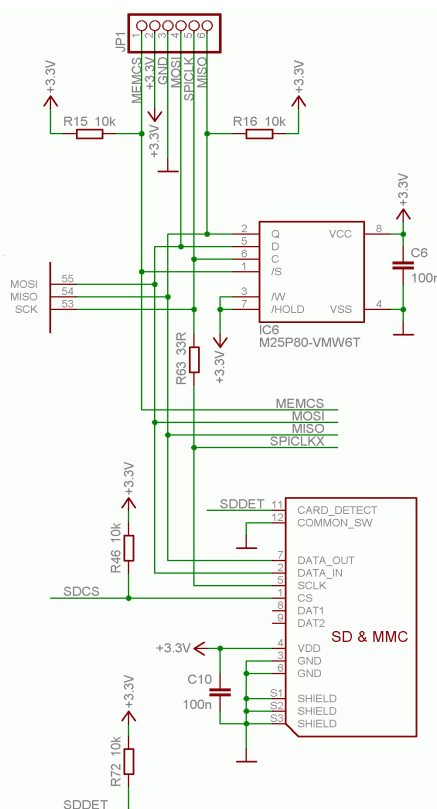 JP1
1
2
3
4
5
6
MEMCS
+3.3V
GND
MOSI
SPICLK
MISO
+3.3V
+3.3V
R15 10k
R16 10k
+3.3V
+3.3V
2 Q VCC 8
5 D
6 C
1 /S
3 /W
7 /HOLD VSS 4
C6
100n
IC6
M25P80-VMW6T
MOSI 55
MISO 54
SCK 53
R63 33R
+3.3V
MEMCS
MOSI
MISO
SPICLKX
+3.3V
R46 10k
SDDET
11 CARD_DETECT
12 COMMON_SW
7 DATA_OUT
2 DATA_IN
5 SCLK
SDCS
1 CS
8 DAT1
9 DAT2
SD & MMC
+3.3V
4 VDD
3 GND
6 GND
C10
100n
S1 SHIELD
S2 SHIELD
S3 SHIELD
+3.3V
R72 10k
SDDET